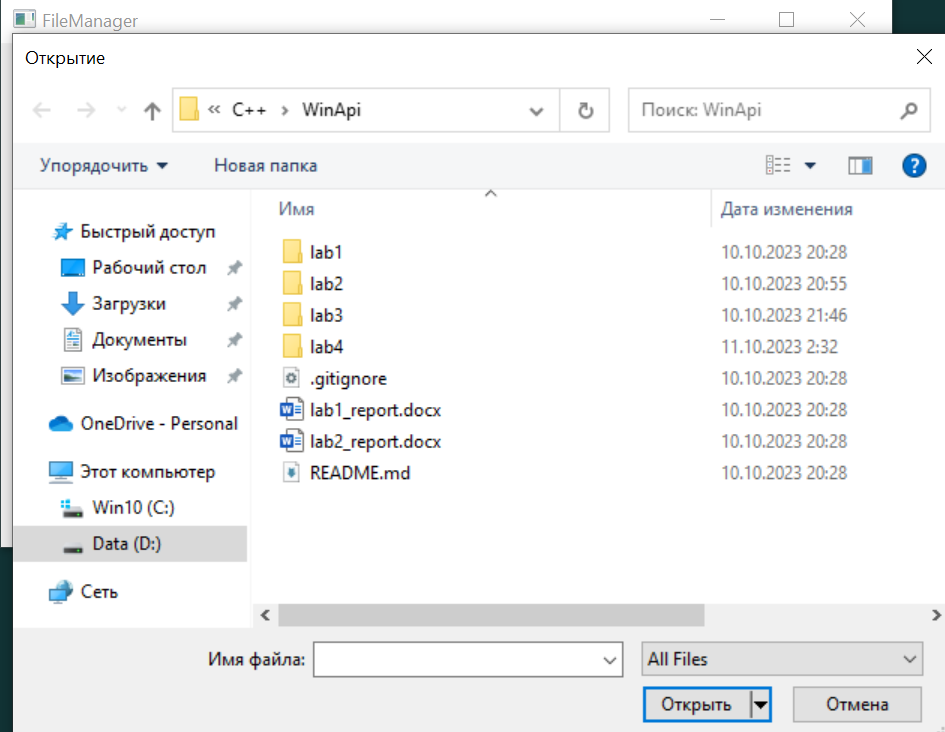 FileManager
Открытие
« C++ › WinApi
Поиск: WinApi
Упорядочить
Новая папка
Имя
Дата изменения
Быстрый доступ
Рабочий стол
Загрузки
Документы
Изображения
OneDrive - Personal
Этот компьютер
Win10 (C:)
Data (D:)
Сеть
lab1 10.10.2023 20:28
lab2 10.10.2023 20:55
lab3 10.10.2023 21:46
lab4 11.10.2023 2:32
.gitignore 10.10.2023 20:28
lab1_report.docx 10.10.2023 20:28
lab2_report.docx 10.10.2023 20:28
README.md 10.10.2023 20:28
Имя файла:
All Files
Открыть
Отмена